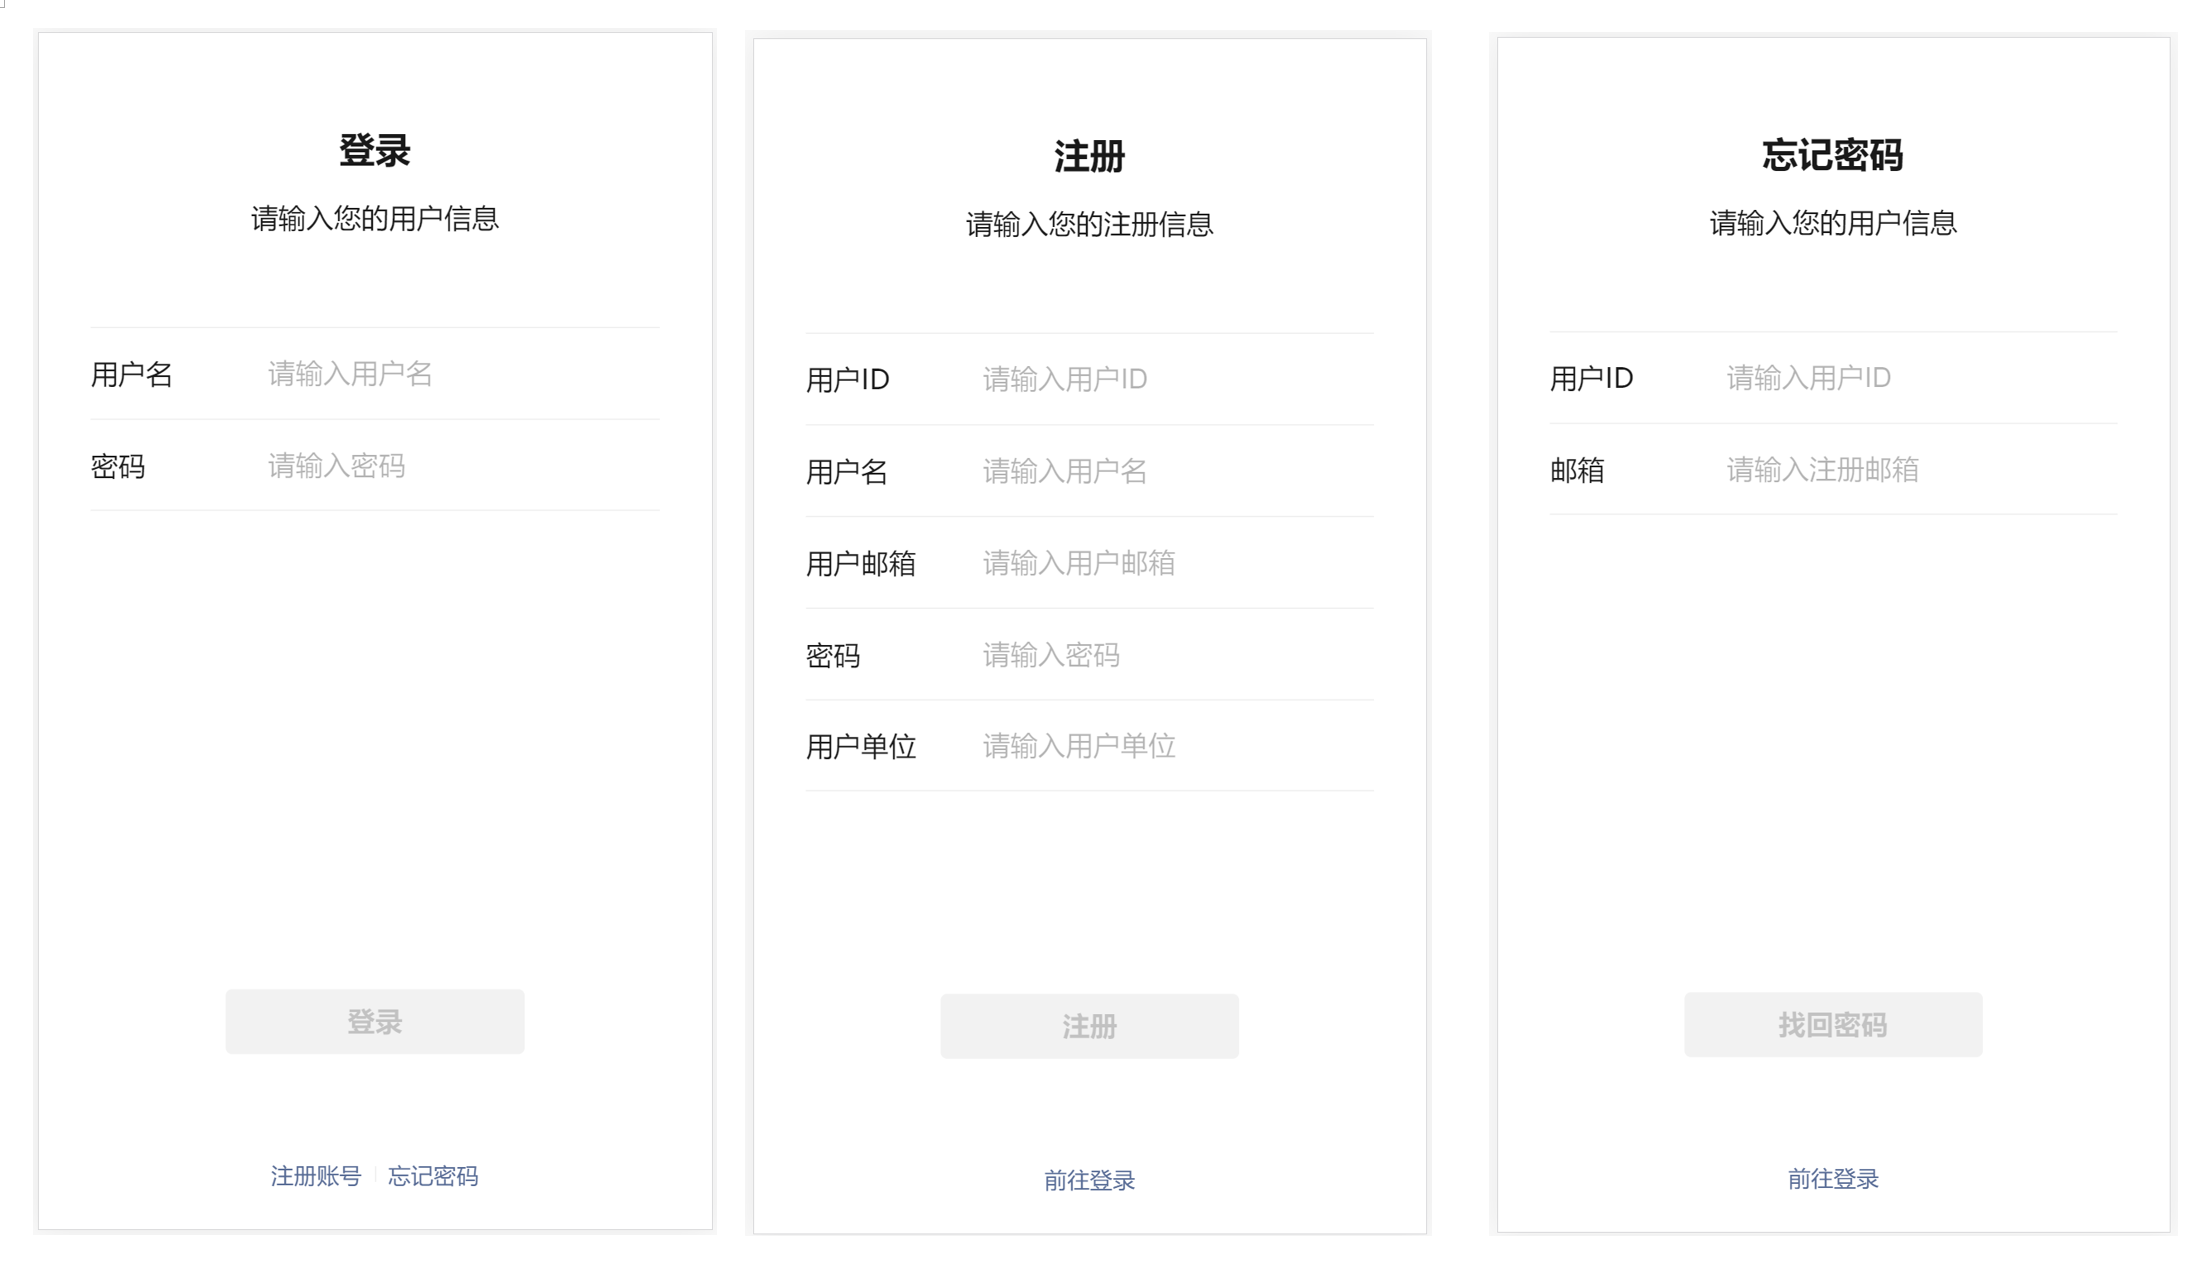 登录
请输入您的用户信息
用户名 请输入用户名
密码 请输入密码
登录
注册账号 忘记密码
注册
请输入您的注册信息
用户ID 请输入用户ID
用户名 请输入用户名
用户邮箱 请输入用户邮箱
密码 请输入密码
用户单位 请输入用户单位
注册
前往登录
忘记密码
请输入您的用户信息
用户ID 请输入用户ID
邮箱 请输入注册邮箱
找回密码
前往登录